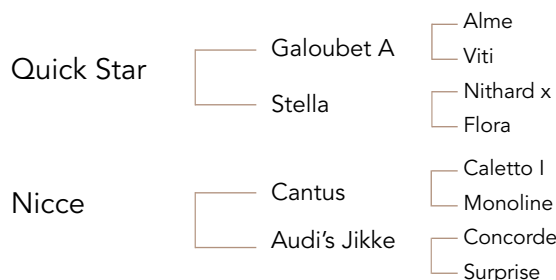 Quick Star
Galoubet A
Alme
Viti
Stella
Nithard x
Flora
Nicce
Cantus
Caletto I
Monoline
Audi's Jikke
Concorde
Surprise